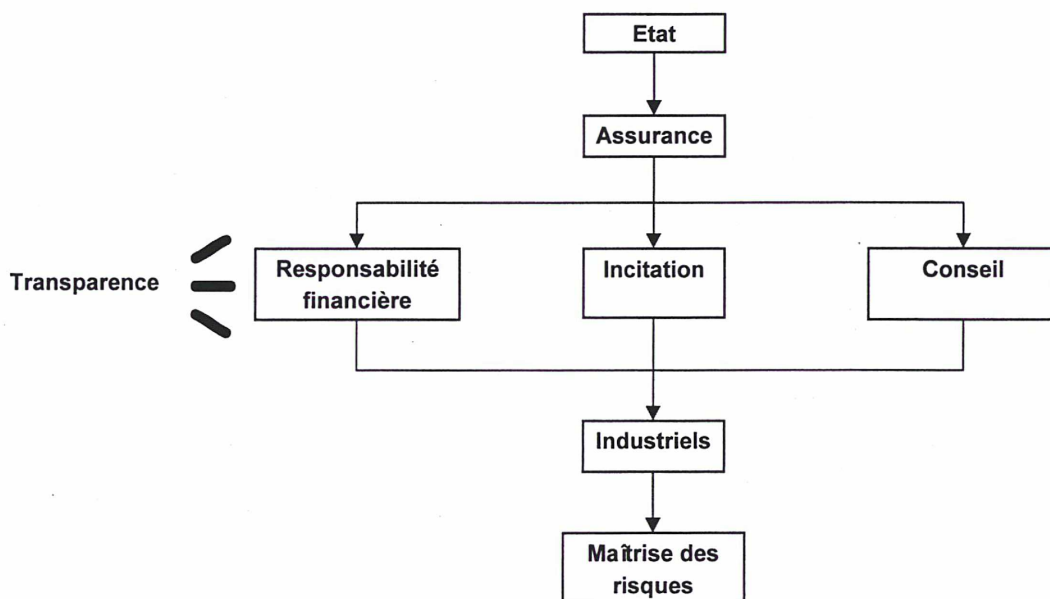 Etat
Assurance
Transparence
Responsabilité
financière
Incitation
Conseil
Industriels
Maîtrise des
risques